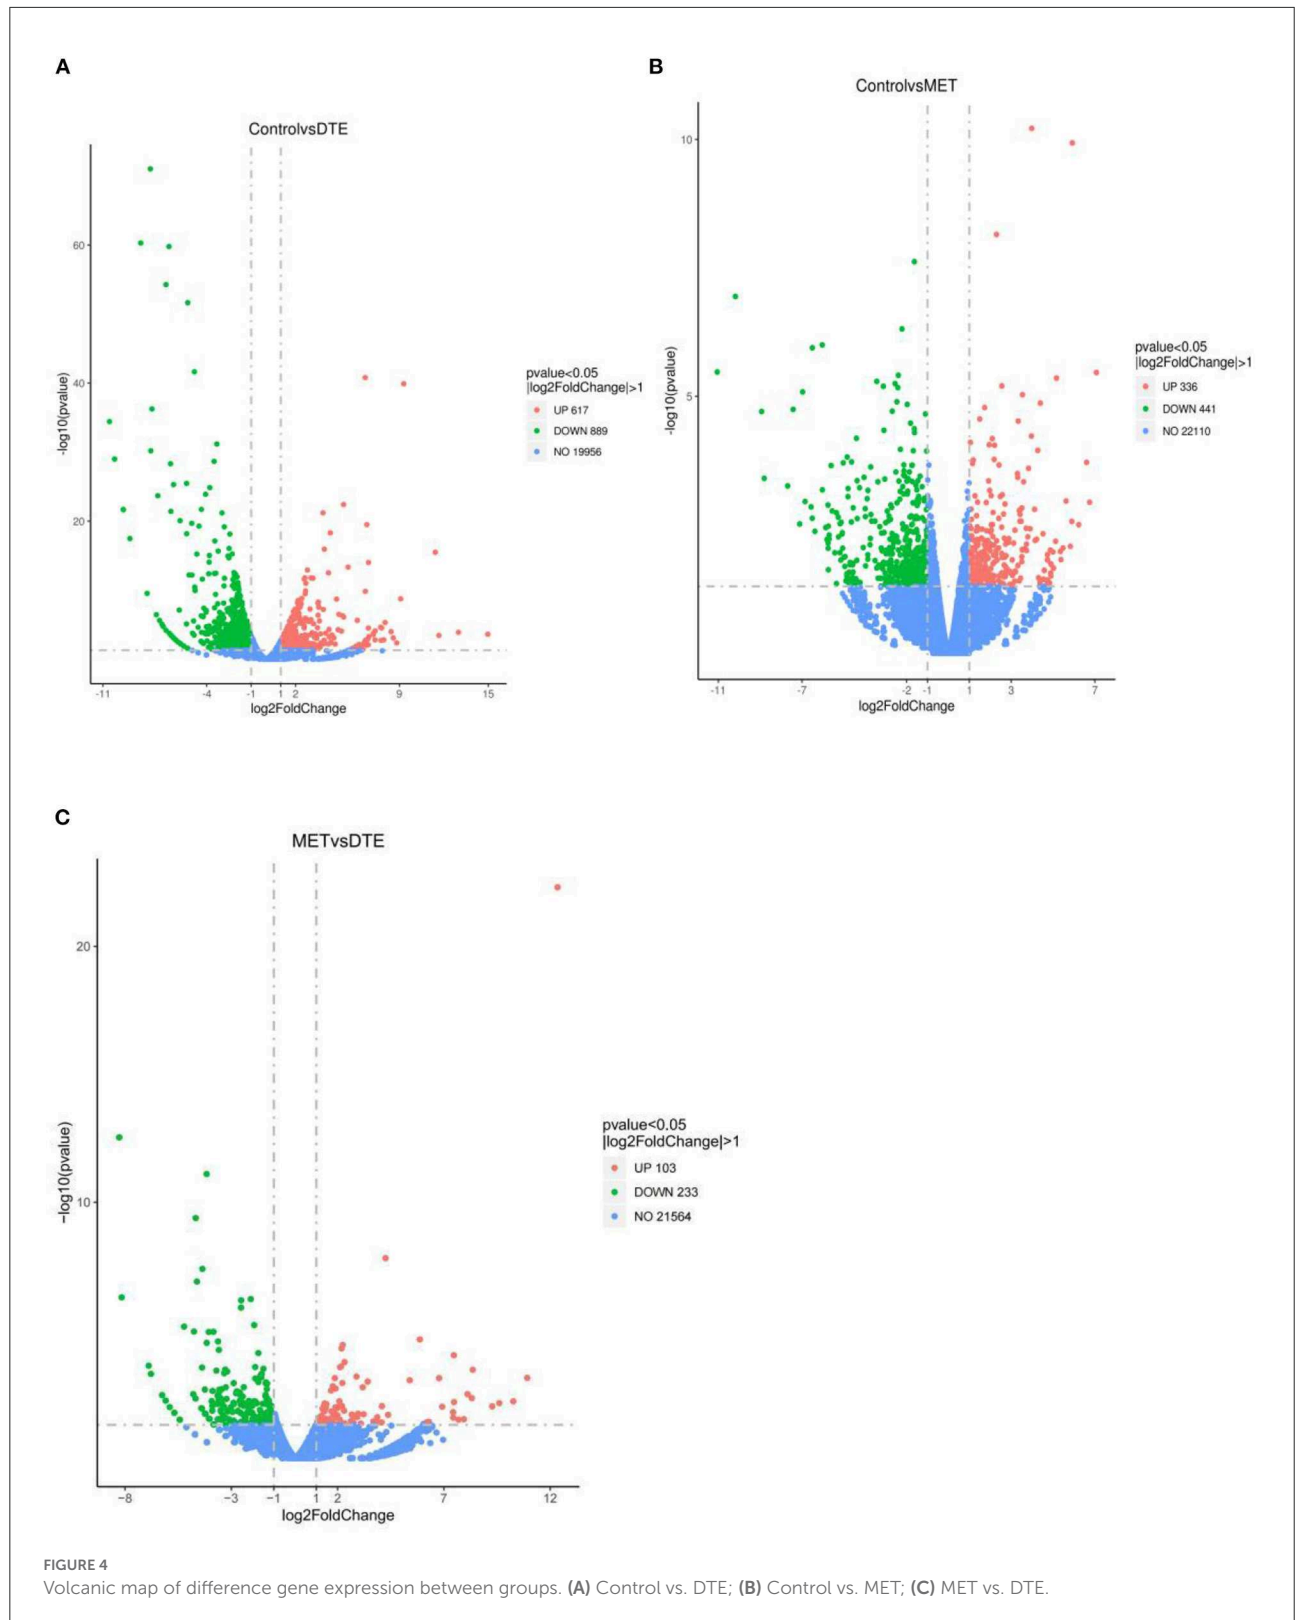 A
ControlvsDTE
-log10(pvalue)
60
40
20
-11
-4
-1
1
2
9
15
log2FoldChange
pvalue<0.05
|log2FoldChange|>1
UP 617
DOWN 889
NO 19956
B
ControlvsMET
-log10(pvalue)
10
5
-11
-7
-2
-1
1
3
7
log2FoldChange
pvalue<0.05
|log2FoldChange|>1
UP 336
DOWN 441
NO 22110
C
METvsDTE
−log10(pvalue)
20
10
−8
−3
−1
1
2
7
12
log2FoldChange
pvalue<0.05
|log2FoldChange|>1
UP 103
DOWN 233
NO 21564
FIGURE 4
Volcanic map of difference gene expression between groups. (A) Control vs. DTE; (B) Control vs. MET; (C) MET vs. DTE.